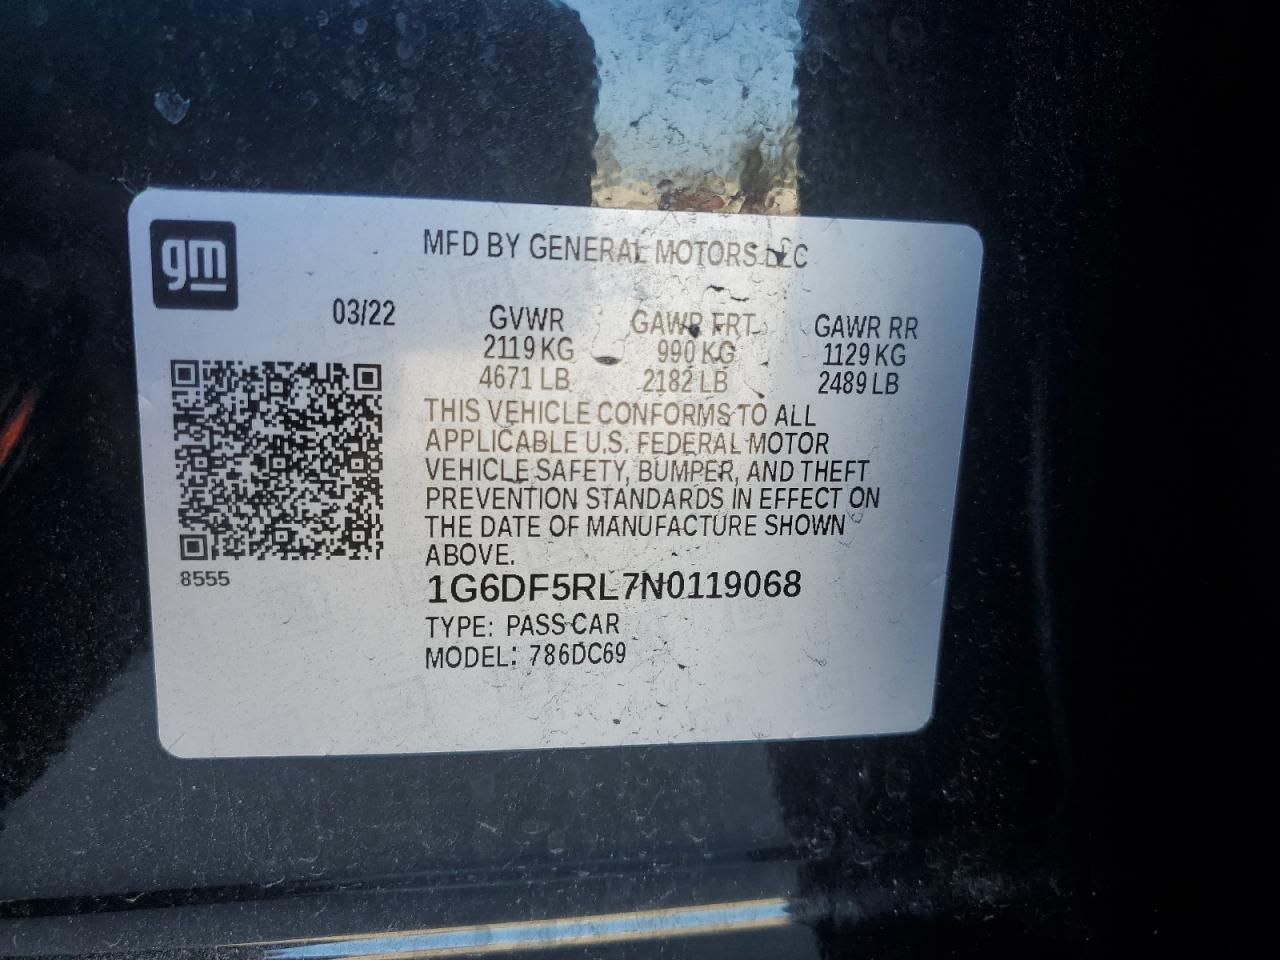 gm
MFD BY GENERAL MOTORS LLC
03/22 GVWR GAWR FRT GAWR RR
2119 KG 990 KG 1129 KG
4671 LB 2182 LB 2489 LB
THIS VEHICLE CONFORMS TO ALL
APPLICABLE U.S. FEDERAL MOTOR
VEHICLE SAFETY, BUMPER, AND THEFT
PREVENTION STANDARDS IN EFFECT ON
THE DATE OF MANUFACTURE SHOWN
ABOVE.
8555
1G6DF5RL7N0119068
TYPE: PASS CAR
MODEL: 786DC69